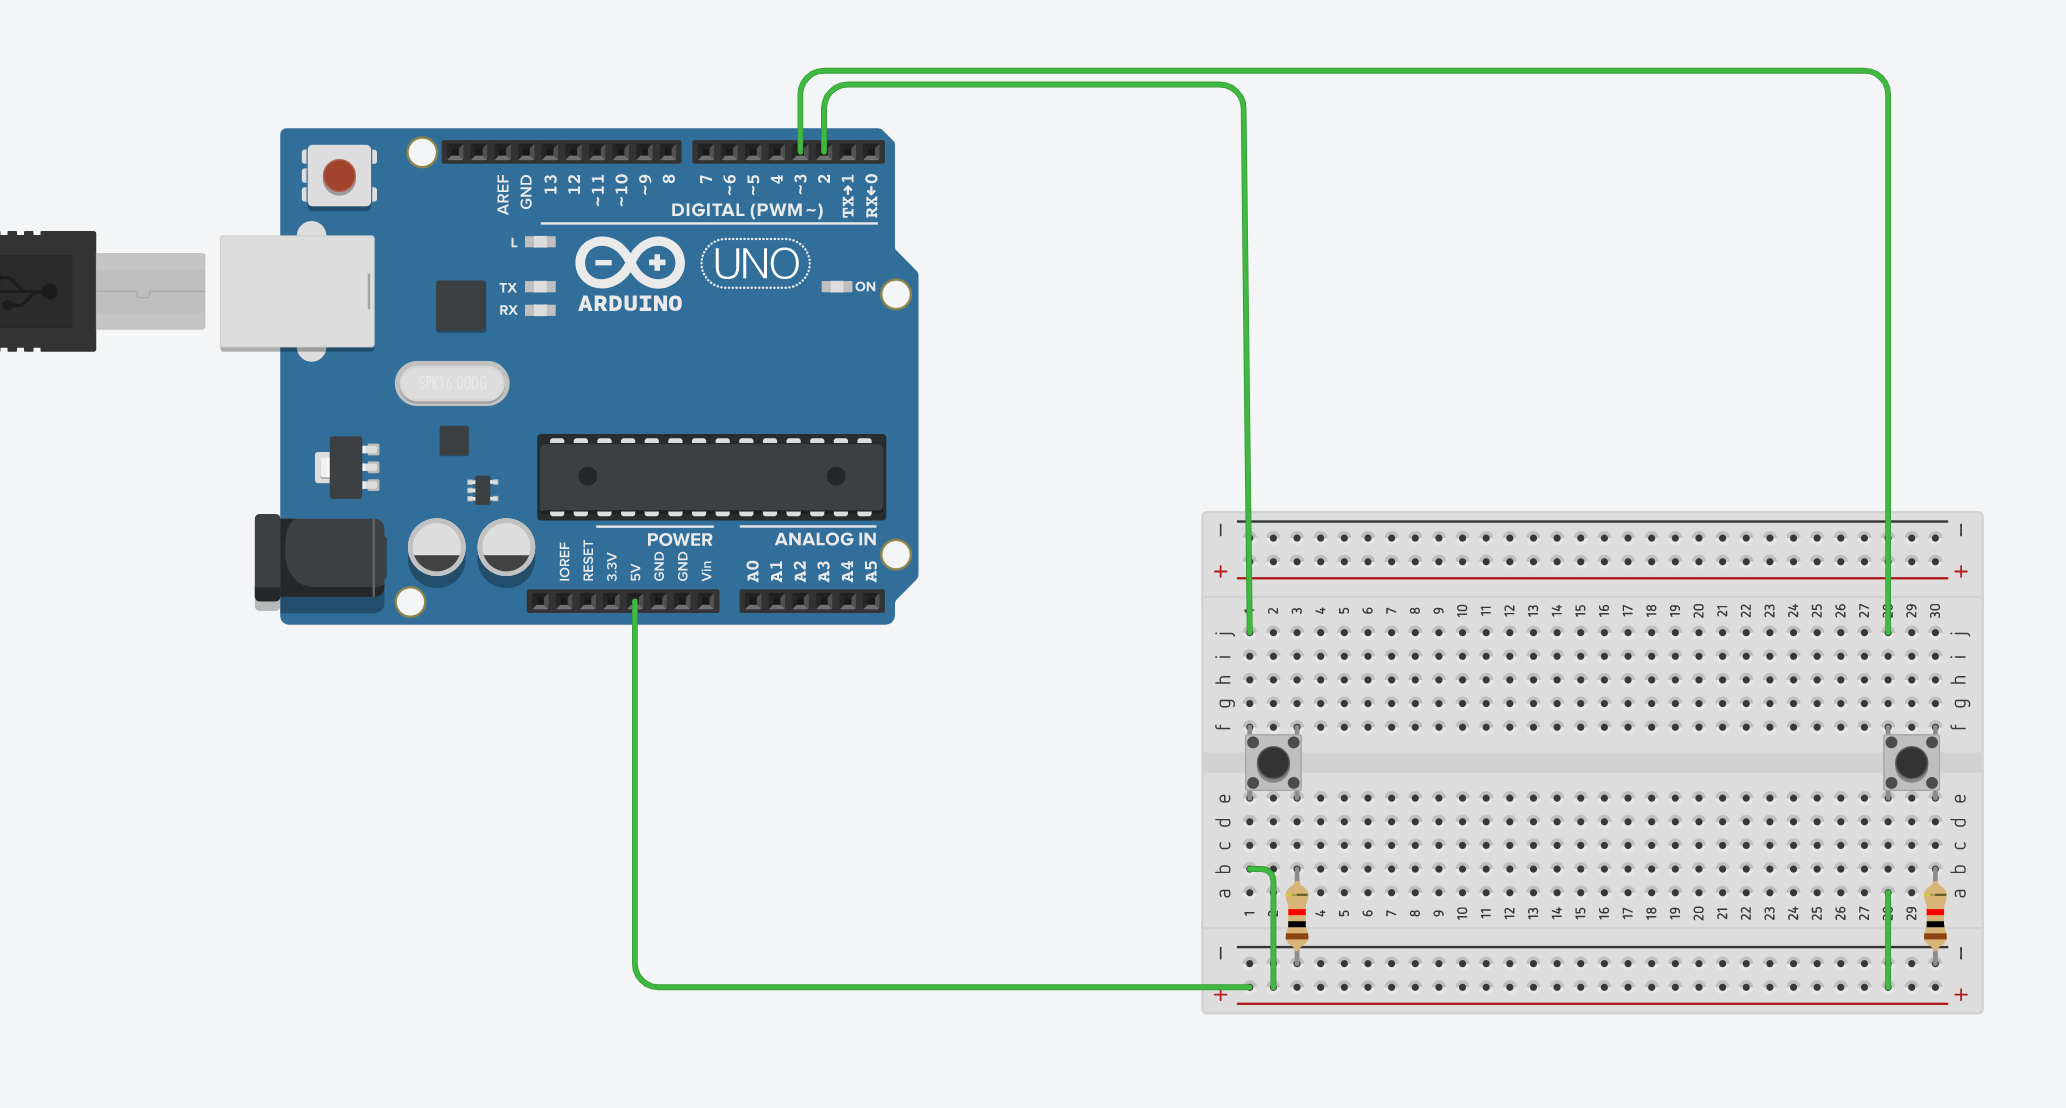 AREF GND 13 12 ~11 ~10 ~9 8 7 ~6 ~5 4 ~3 2 TX→1 RX←0
DIGITAL (PWM~)
L
TX
RX
ARDUINO
UNO
ON
SPK16.000G
POWER
ANALOG IN
IOREF RESET 3.3V 5V GND GND Vin A0 A1 A2 A3 A4 A5
− −
+ +
1 2 3 4 5 6 7 8 9 10 11 12 13 14 15 16 17 18 19 20 21 22 23 24 25 26 27 28 29 30
j j
i i
h h
g g
f f
e e
d d
c c
b b
a a
1 2 4 5 6 7 8 9 10 11 12 13 14 15 16 17 18 19 20 21 22 23 24 25 26 27 28 29
− −
+ +